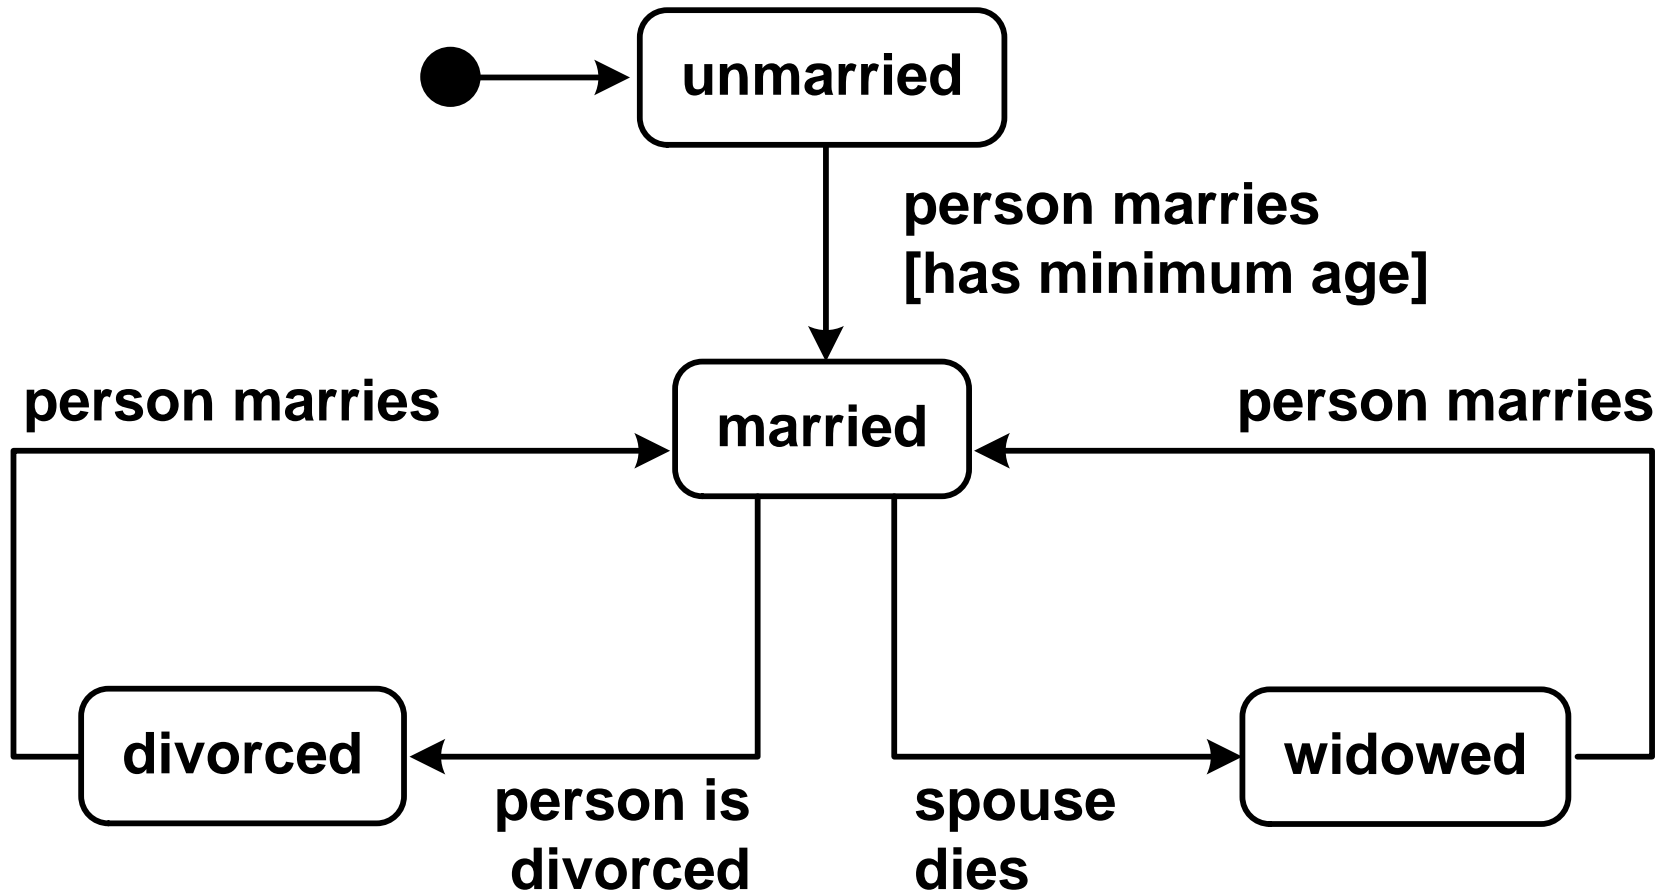 unmarried
person marries
[has minimum age]
person marries
married
person marries
divorced
widowed
person is
divorced
spouse
dies